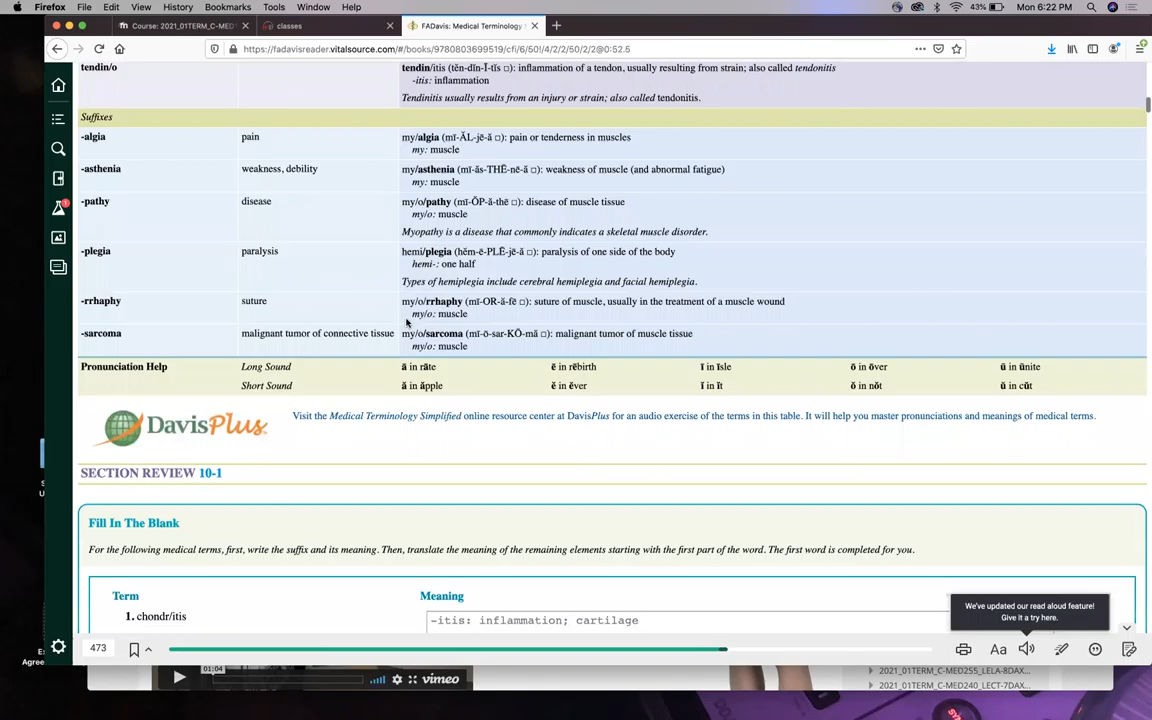 Firefox File Edit View History Bookmarks Tools Window Help 43% Mon 6:22 PM
Course: 2021_01TERM_C-MED classes FADavis: Medical Terminology
https://fadavisreader.vitalsource.com/#/books/9780803699519/cfi/6/50!/4/2/2/50/2/2@0:52.5
tendin/o tendin/itis (tĕn-dĭn-Ī-tĭs □): inflammation of a tendon, usually resulting from strain; also called tendonitis
-itis: inflammation
Tendinitis usually results from an injury or strain; also called tendonitis.
Suffixes
-algia pain my/algia (mī-ĂL-jē-ă □): pain or tenderness in muscles
my: muscle
-asthenia weakness, debility my/asthenia (mī-ăs-THĒ-nē-ă □): weakness of muscle (and abnormal fatigue)
my: muscle
-pathy disease my/o/pathy (mī-ŎP-ă-thē □): disease of muscle tissue
my/o: muscle
Myopathy is a disease that commonly indicates a skeletal muscle disorder.
-plegia paralysis hemi/plegia (hĕm-ē-PLĒ-jē-ă □): paralysis of one side of the body
hemi-: one half
Types of hemiplegia include cerebral hemiplegia and facial hemiplegia.
-rrhaphy suture my/o/rrhaphy (mī-OR-ă-fē □): suture of muscle, usually in the treatment of a muscle wound
my/o: muscle
-sarcoma malignant tumor of connective tissue my/o/sarcoma (mī-ō-sar-KŌ-mă □): malignant tumor of muscle tissue
my/o: muscle
Pronunciation Help Long Sound ā in rāte ē in rēbirth ī in īsle ō in ōver ū in ūnite
Short Sound ă in ăpple ĕ in ĕver ĭ in ĭt ŏ in nŏt ŭ in cŭt
DavisPlus Visit the Medical Terminology Simplified online resource center at DavisPlus for an audio exercise of the terms in this table. It will help you master pronunciations and meanings of medical terms.
SECTION REVIEW 10-1
Fill In The Blank
For the following medical terms, first, write the suffix and its meaning. Then, translate the meaning of the remaining elements starting with the first part of the word. The first word is completed for you.
Term Meaning
1. chondr/itis -itis: inflammation; cartilage
We've updated our read aloud feature!
Give it a try here.
473 Aa
01:04
vimeo
2021_01TERM_C-MED255_LELA-8DAX...
2021_01TERM_C-MED240_LECT-7DAX...